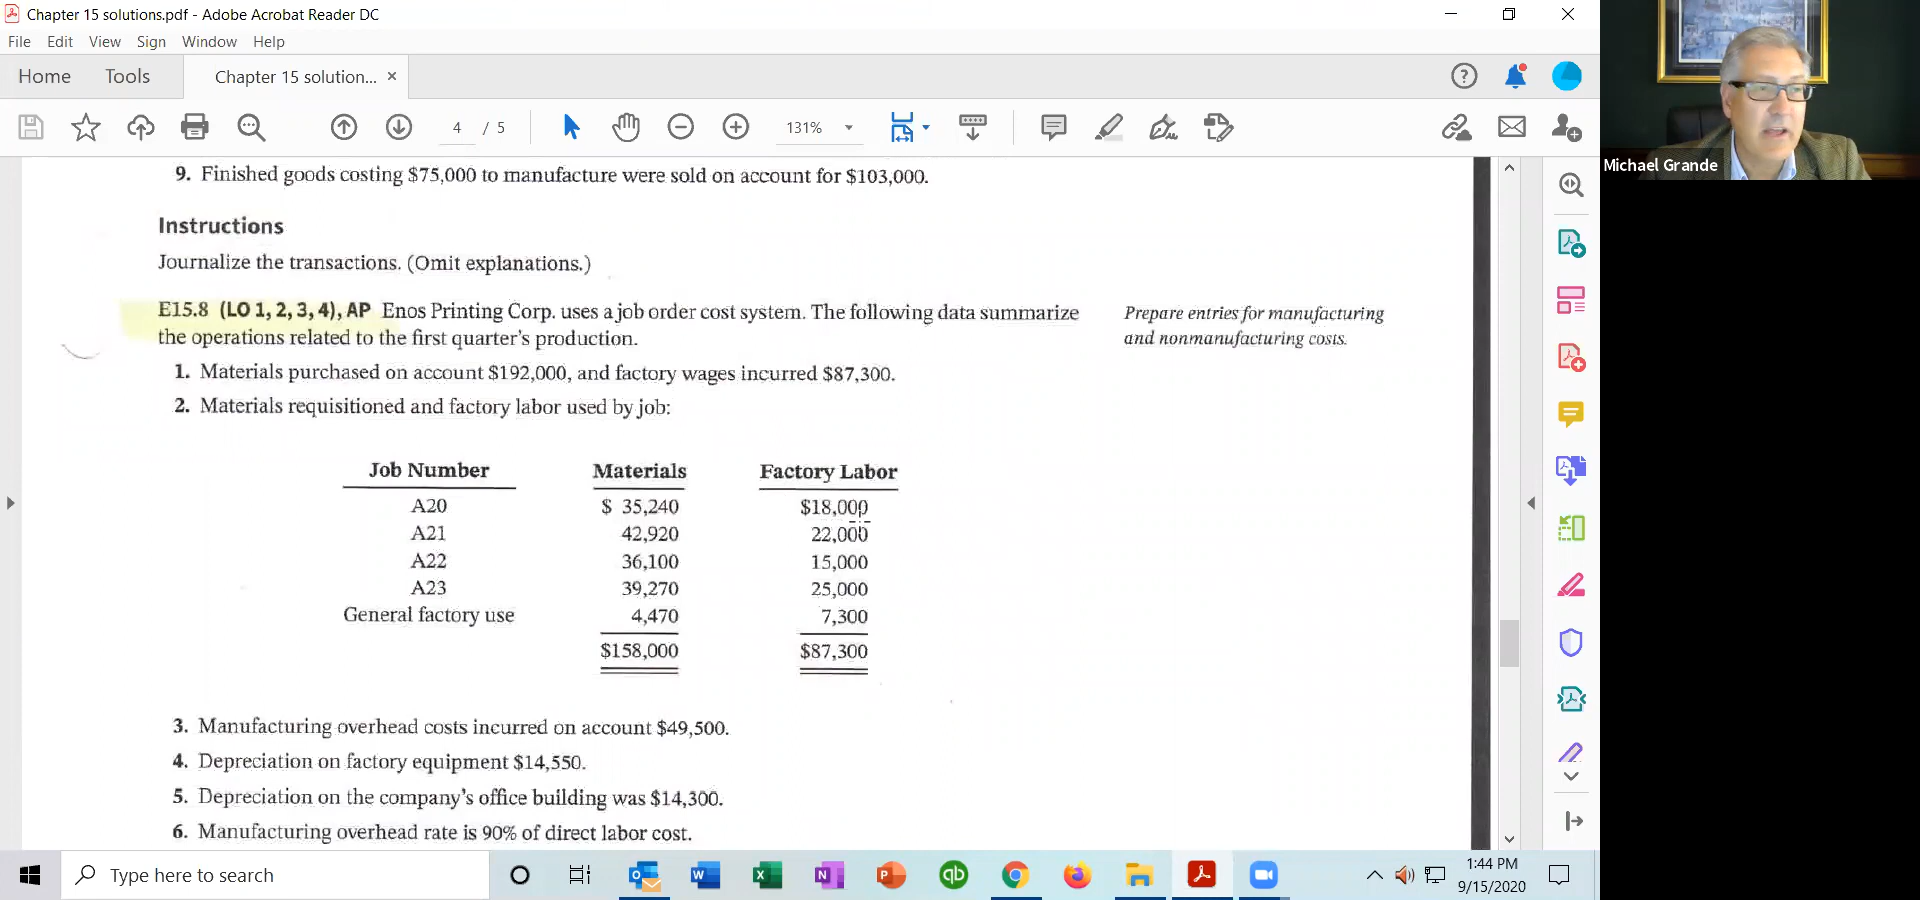 Chapter 15 solutions.pdf - Adobe Acrobat Reader DC
File Edit View Sign Window Help
Home Tools Chapter 15 solution... ×
4 / 5 131%
Michael Grande
9. Finished goods costing $75,000 to manufacture were sold on account for $103,000.
Instructions
Journalize the transactions. (Omit explanations.)
E15.8 (LO 1, 2, 3, 4), AP Enos Printing Corp. uses a job order cost system. The following data summarize
the operations related to the first quarter's production.
Prepare entries for manufacturing
and nonmanufacturing costs.
1. Materials purchased on account $192,000, and factory wages incurred $87,300.
2. Materials requisitioned and factory labor used by job:
Job Number Materials Factory Labor
A20 $ 35,240 $18,000
A21 42,920 22,000
A22 36,100 15,000
A23 39,270 25,000
General factory use 4,470 7,300
$158,000 $87,300
3. Manufacturing overhead costs incurred on account $49,500.
4. Depreciation on factory equipment $14,550.
5. Depreciation on the company's office building was $14,300.
6. Manufacturing overhead rate is 90% of direct labor cost.
Type here to search
1:44 PM
9/15/2020